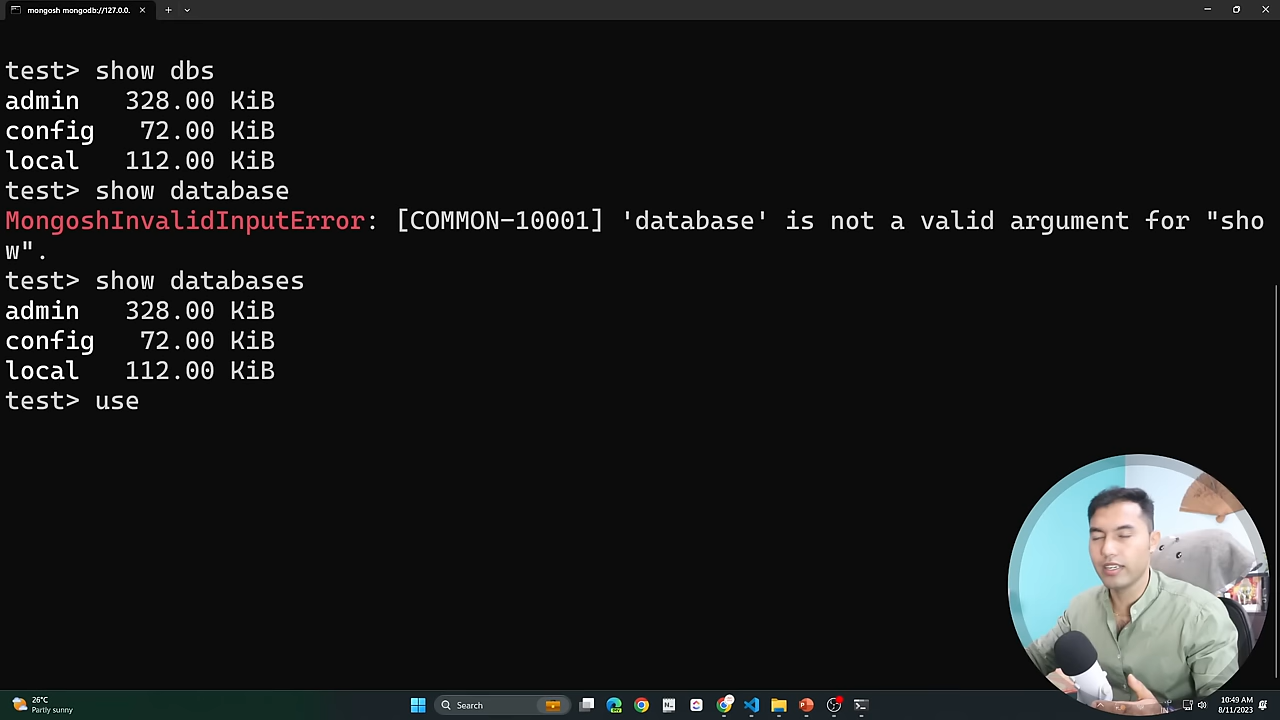 mongosh mongodb://127.0.0.
test> show dbs
admin   328.00 KiB
config   72.00 KiB
local   112.00 KiB
test> show database
MongoshInvalidInputError: [COMMON-10001] 'database' is not a valid argument for "sho
w".
test> show databases
admin   328.00 KiB
config   72.00 KiB
local   112.00 KiB
test> use
26°C
Partly sunny
Search
10:49 AM
8/11/2023